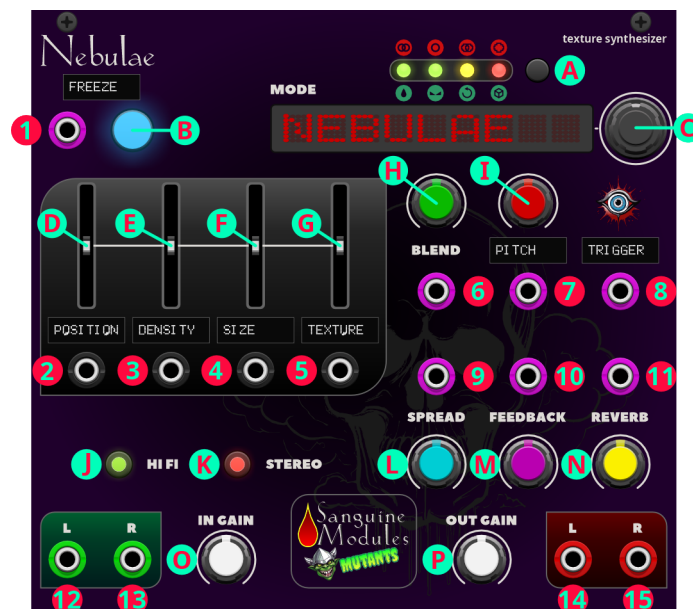 Nebulae
texture synthesizer
FREEZE
A
MODE
1
B
NEBULAE
C
H
I
D
E
F
G
BLEND
PITCH
TRIGGER
6
7
8
POSITION
DENSITY
SIZE
TEXTURE
2
3
4
5
9
10
11
SPREAD
FEEDBACK
REVERB
J
HI FI
K
STEREO
L
M
N
L
R
IN GAIN
Sanguine
Modules
MUTANTS
OUT GAIN
L
R
O
P
12
13
14
15